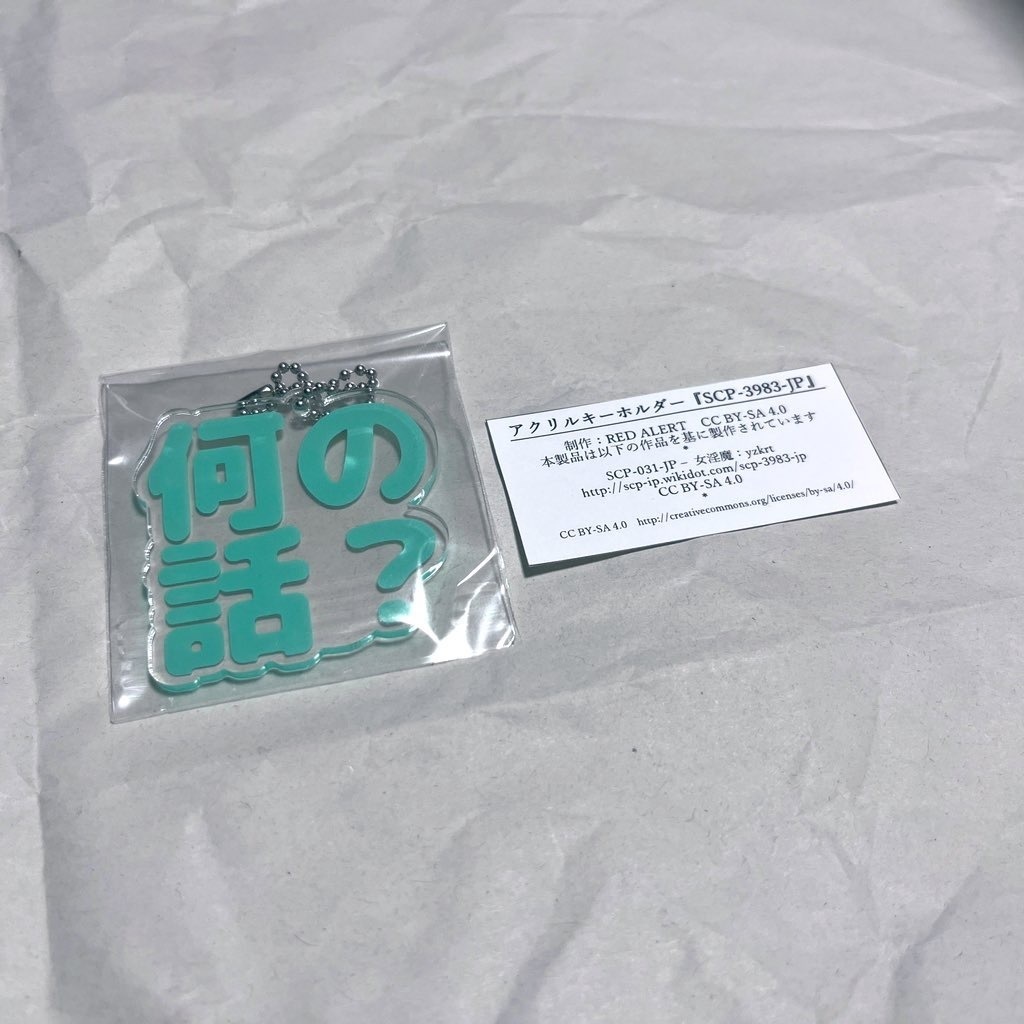 何の
話？
アクリルキーホルダー『SCP-3983-JP』
制作：RED ALERT　CC BY-SA 4.0
本製品は以下の作品を基に製作されています
*
SCP-031-JP – 女淫魔：yzkrt
http://scp-jp.wikidot.com/scp-3983-jp
CC BY-SA 4.0
*
CC BY-SA 4.0　http://creativecommons.org/licenses/by-sa/4.0/